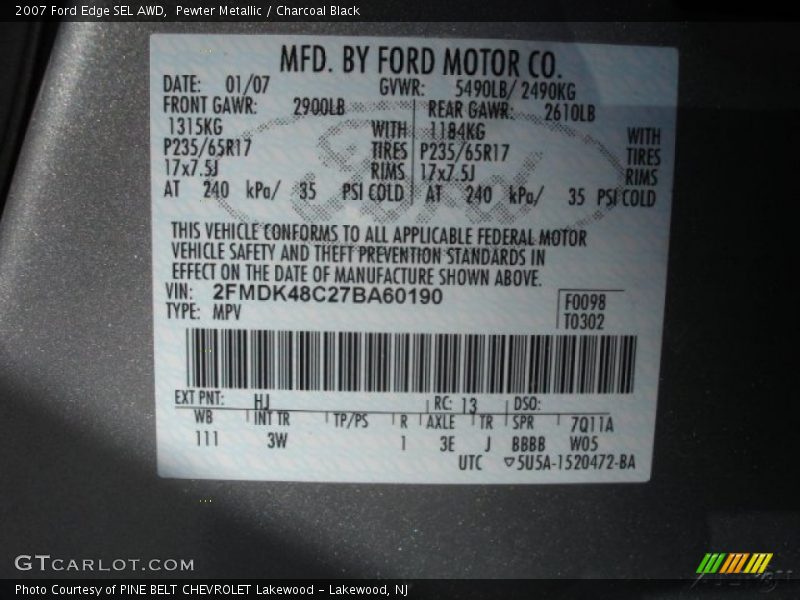 2007 Ford Edge SEL AWD, Pewter Metallic / Charcoal Black
MFD. BY FORD MOTOR CO.
DATE: 01/07 GVWR: 5490LB/ 2490KG
FRONT GAWR: 2900LB REAR GAWR: 2610LB
1315KG WITH 1184KG WITH
P235/65R17 TIRES P235/65R17 TIRES
17x7.5J RIMS 17x7.5J RIMS
AT 240 kPa/ 35 PSI COLD AT 240 kPa/ 35 PSI COLD
THIS VEHICLE CONFORMS TO ALL APPLICABLE FEDERAL MOTOR
VEHICLE SAFETY AND THEFT PREVENTION STANDARDS IN
EFFECT ON THE DATE OF MANUFACTURE SHOWN ABOVE.
VIN: 2FMDK48C27BA60190 F0098
TYPE: MPV T0302
EXT PNT: HJ RC: 13 DSO:
WB INT TR TP/PS R AXLE TR SPR 7Q11A
111 3W 1 3E J BBBB W05
UTC ▽5U5A-1520472-BA
GTCARLOT.COM
Photo Courtesy of PINE BELT CHEVROLET Lakewood - Lakewood, NJ